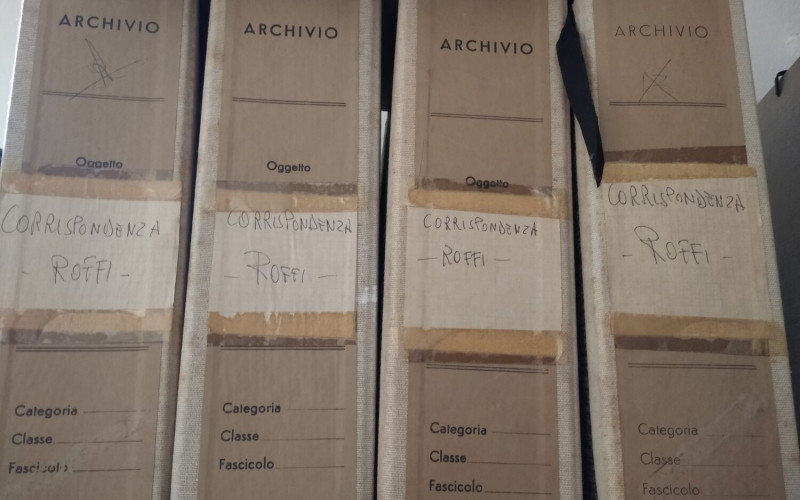 ARCHIVIO
Oggetto
CORRISPONDENZA
- ROFFI -
Categoria
Classe
Fascicolo
ARCHIVIO
Oggetto
CORRISPONDENZA
- ROFFI -
Categoria
Classe
Fascicolo
ARCHIVIO
Oggetto
CORRISPONDENZA
- ROFFI -
Categoria
Classe
Fascicolo
ARCHIVIO
CORRISPONDENZA
- ROFFI -
Categoria
Classe
Fascicolo